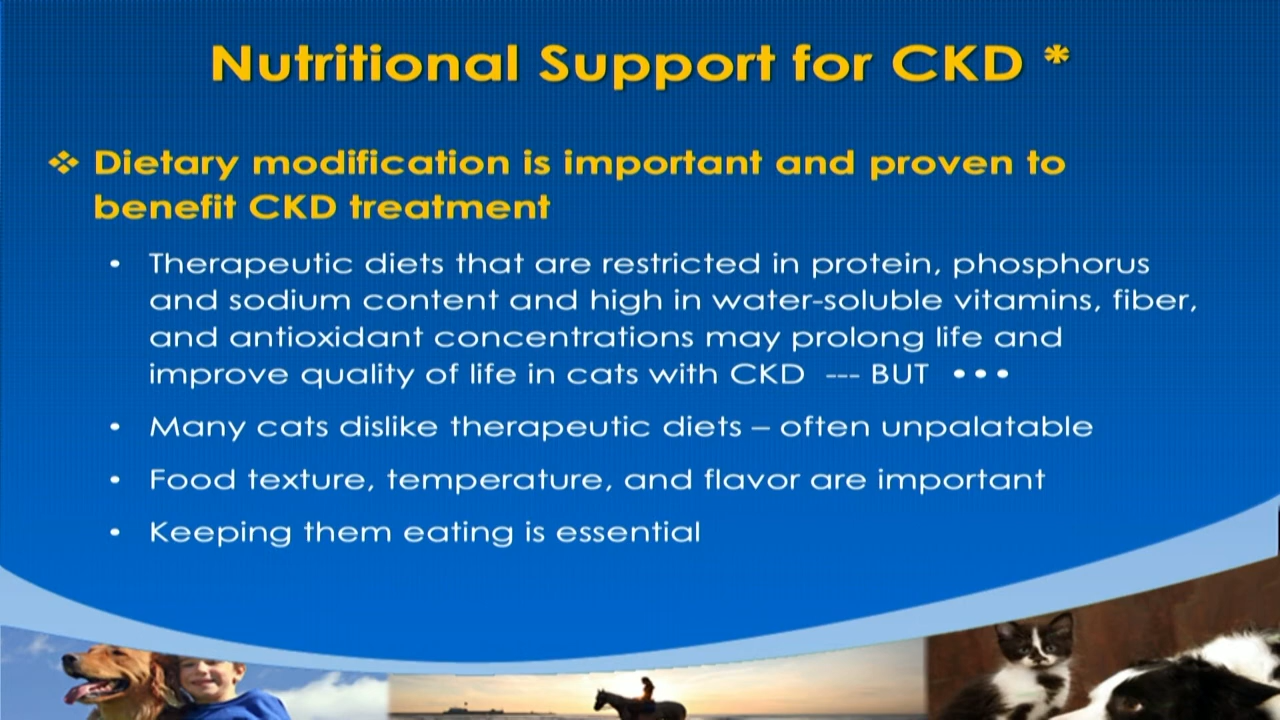 Nutritional Support for CKD *
❖ Dietary modification is important and proven to
benefit CKD treatment
• Therapeutic diets that are restricted in protein, phosphorus
and sodium content and high in water-soluble vitamins, fiber,
and antioxidant concentrations may prolong life and
improve quality of life in cats with CKD --- BUT • • •
• Many cats dislike therapeutic diets – often unpalatable
• Food texture, temperature, and flavor are important
• Keeping them eating is essential